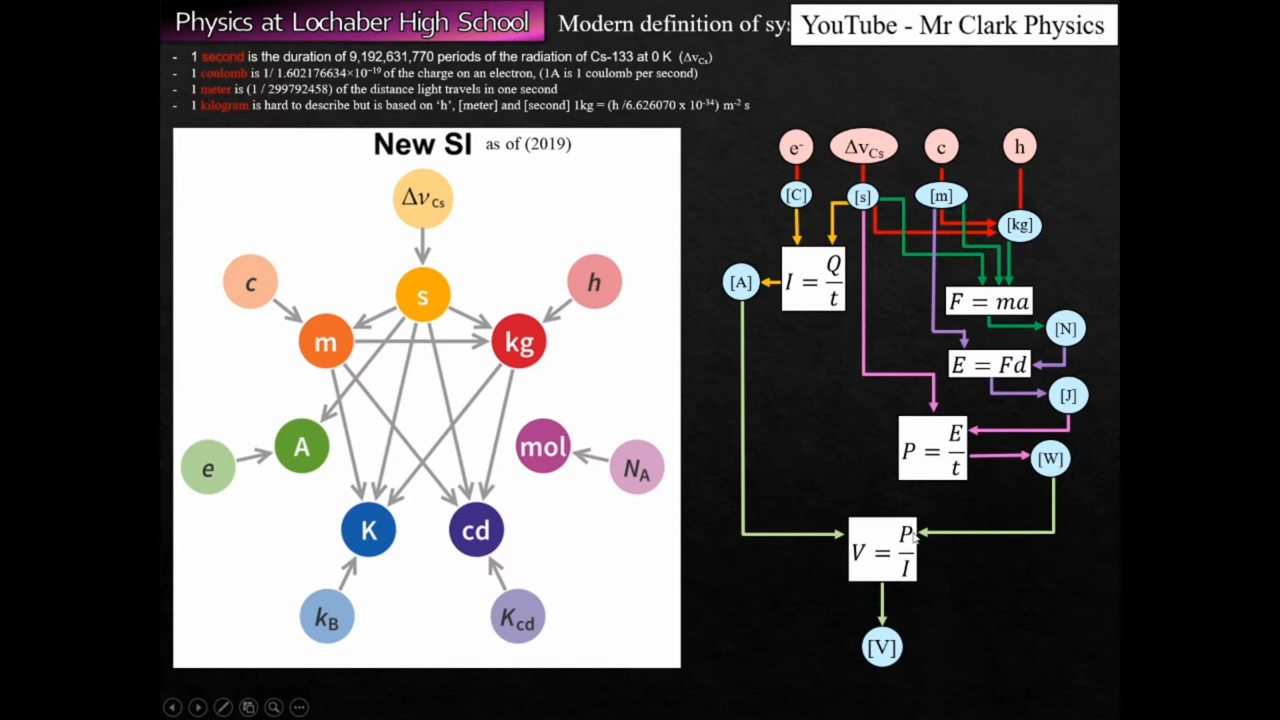 Physics at Lochaber High School
Modern definition of sys
YouTube - Mr Clark Physics
- 1 second is the duration of 9,192,631,770 periods of the radiation of Cs-133 at 0 K (Δv_Cs)
- 1 coulomb is 1/ 1.602176634×10⁻¹⁹ of the charge on an electron, (1A is 1 coulomb per second)
- 1 meter is (1 / 299792458) of the distance light travels in one second
- 1 kilogram is hard to describe but is based on ‘h’, [meter] and [second] 1kg = (h /6.626070 x 10⁻³⁴) m⁻² s
New SI as of (2019)
Δν_Cs
c
s
h
m
kg
A
mol
e
N_A
K
cd
k_B
K_cd
e⁻
Δv_Cs
c
h
[C]
[s]
[m]
[kg]
[A]
I = Q/t
F = ma
[N]
E = Fd
[J]
P = E/t
[W]
V = P/I
[V]